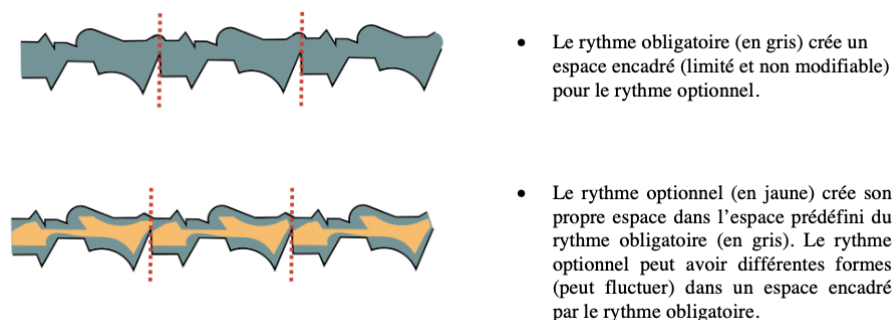 • Le rythme obligatoire (en gris) crée un
espace encadré (limité et non modifiable)
pour le rythme optionnel.
• Le rythme optionnel (en jaune) crée son
propre espace dans l’espace prédéfini du
rythme obligatoire (en gris). Le rythme
optionnel peut avoir différentes formes
(peut fluctuer) dans un espace encadré
par le rythme obligatoire.